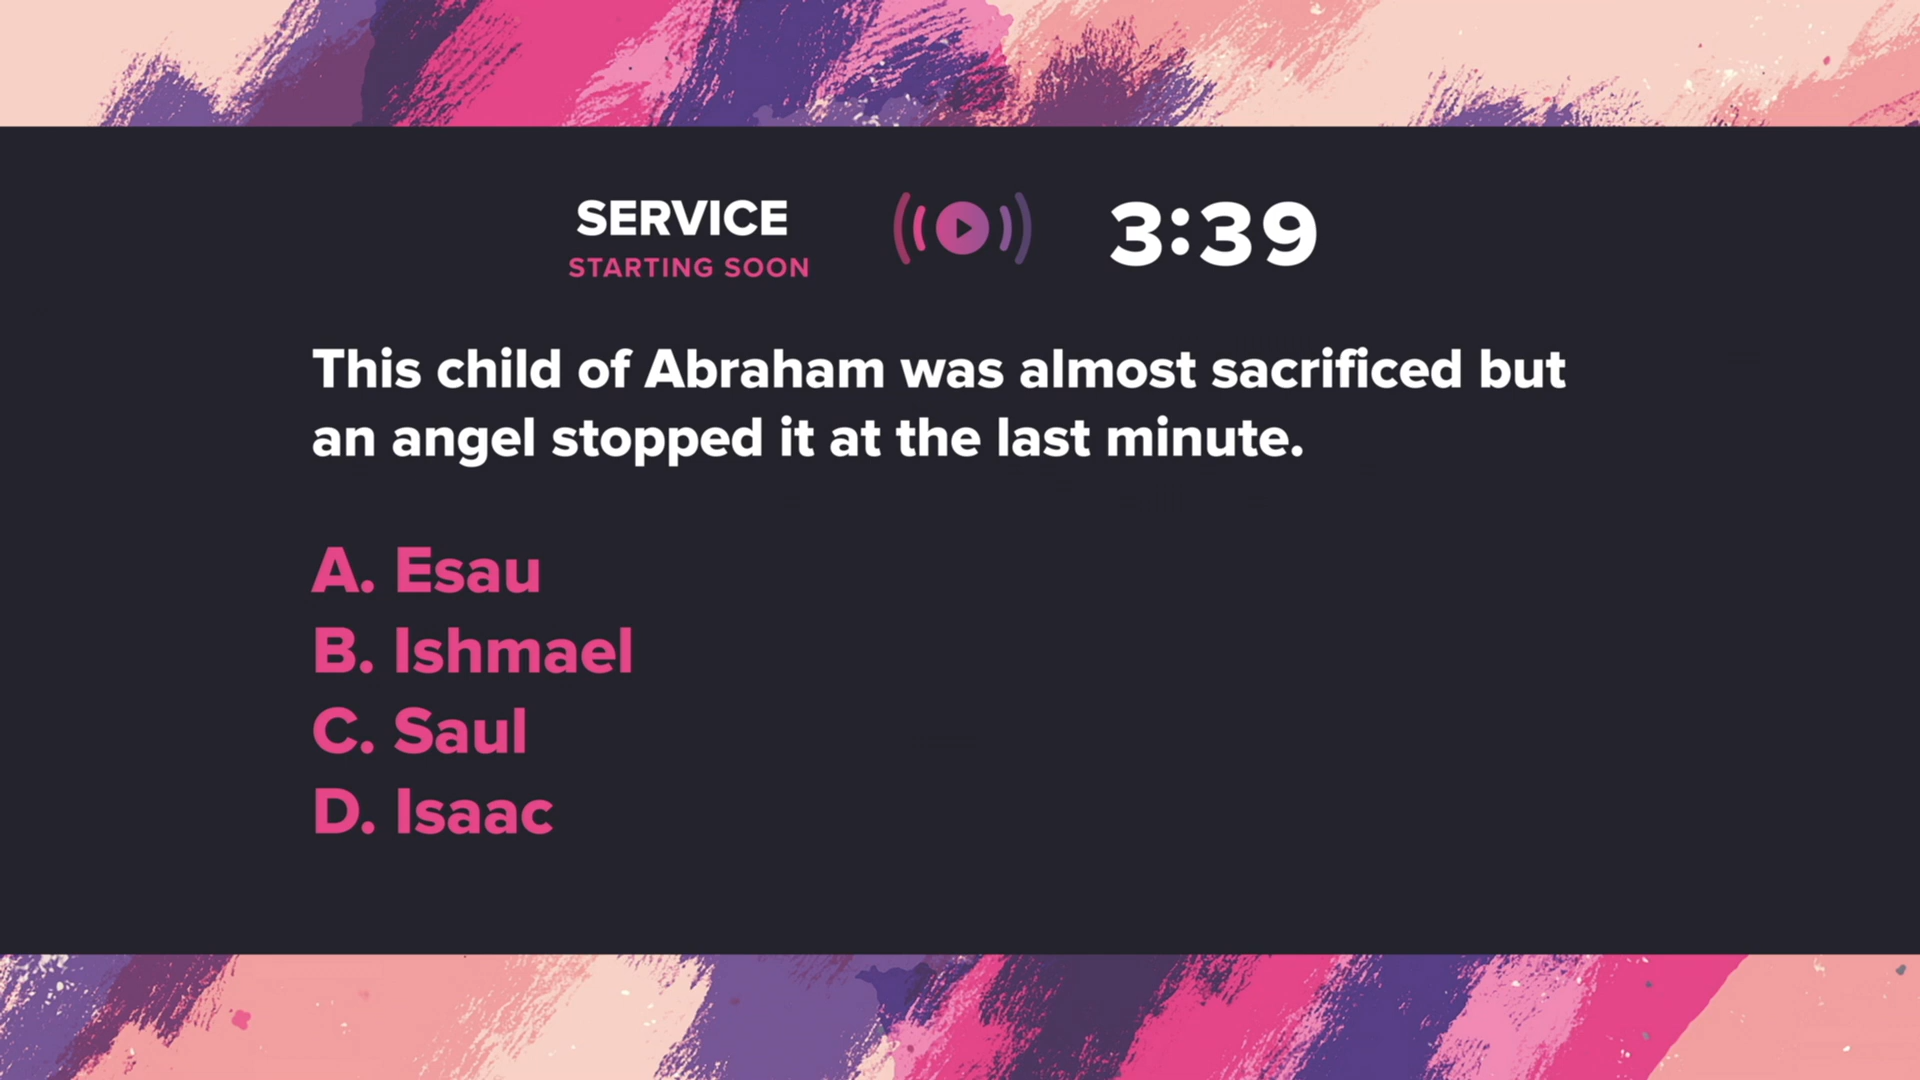 SERVICE
STARTING SOON
3:39
This child of Abraham was almost sacrificed but
an angel stopped it at the last minute.
A. Esau
B. Ishmael
C. Saul
D. Isaac